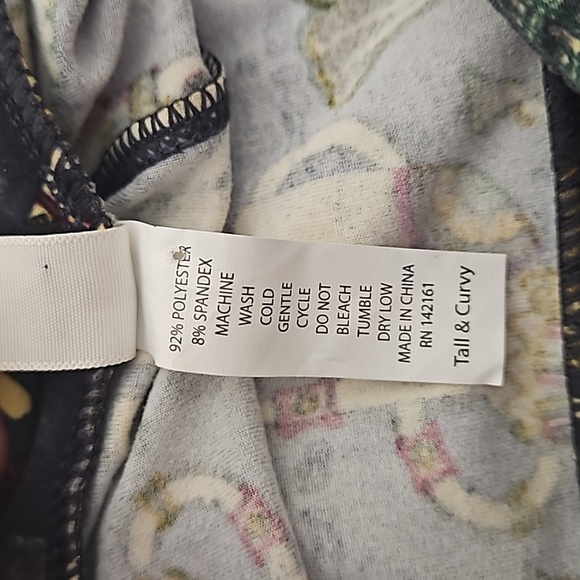 92% POLYESTER
8% SPANDEX
MACHINE
WASH
COLD
GENTLE
CYCLE
DO NOT
BLEACH
TUMBLE
DRY LOW
MADE IN CHINA
RN 142161
Tall & Curvy